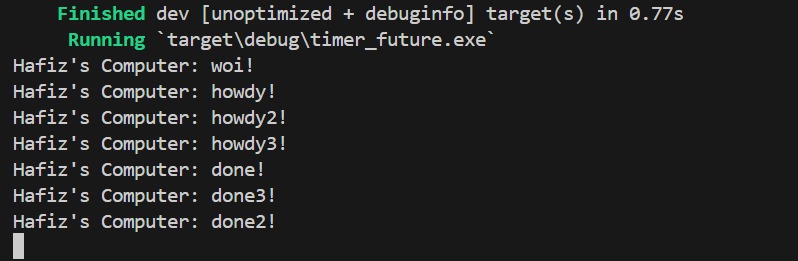 Finished dev [unoptimized + debuginfo] target(s) in 0.77s
Running `target\debug\timer_future.exe`
Hafiz's Computer: woi!
Hafiz's Computer: howdy!
Hafiz's Computer: howdy2!
Hafiz's Computer: howdy3!
Hafiz's Computer: done!
Hafiz's Computer: done3!
Hafiz's Computer: done2!